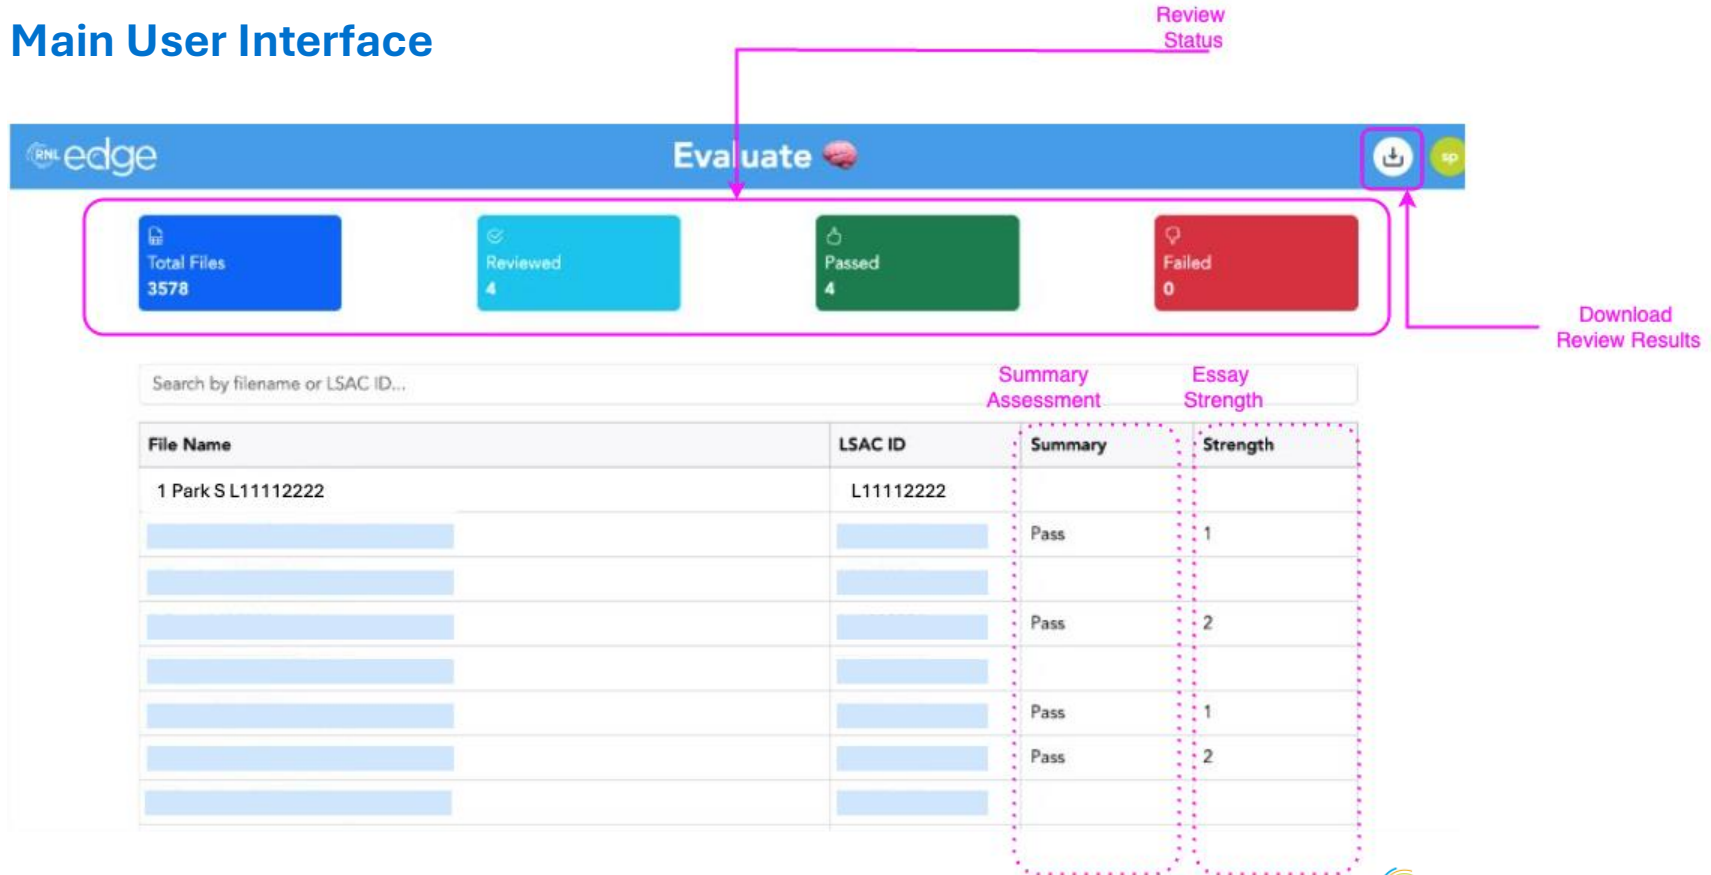 Main User Interface
Review
Status
RNL edge
Evaluate
sp
Total Files
3578
Reviewed
4
Passed
4
Failed
0
Download
Review Results
Search by filename or LSAC ID...
Summary
Assessment
Essay
Strength
File Name LSAC ID Summary Strength
1 Park S L11112222 L11112222
Pass 1
Pass 2
Pass 1
Pass 2